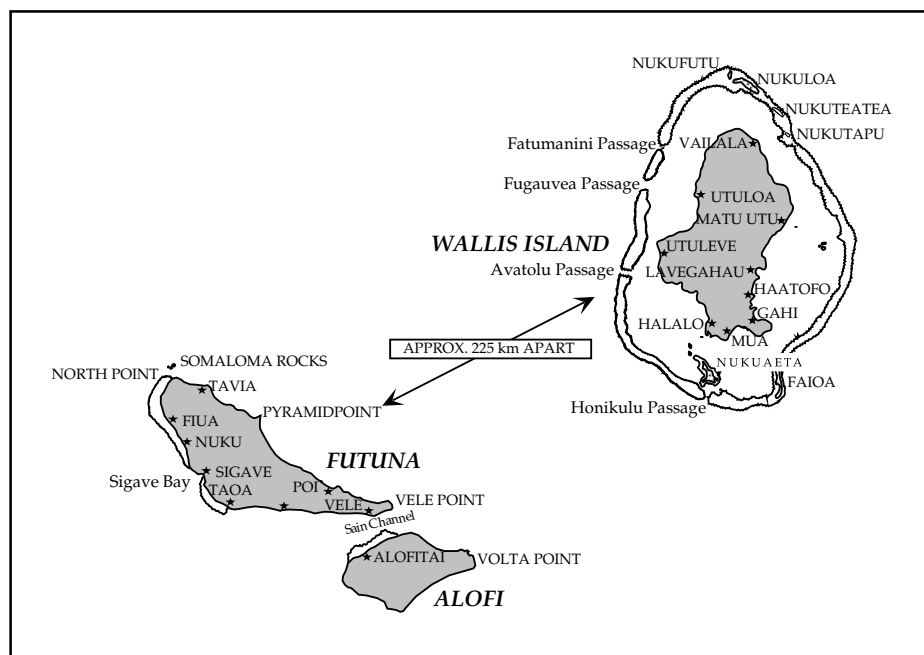 NUKUFUTU
NUKULOA
NUKUTEATEA
NUKUTAPU
Fatumanini Passage
VAILALA
Fugauvea Passage
UTULOA
MATU UTU
WALLIS ISLAND
UTULEVE
Avatolu Passage
LAVEGAHAU
HAATOFO
GAHI
HALALO
MUA
APPROX. 225 km APART
NUKUAETA
FAIOA
Honikulu Passage
SOMALOMA ROCKS
NORTH POINT
TAVIA
PYRAMIDPOINT
FIUA
NUKU
FUTUNA
SIGAVE
Sigave Bay
TAOA
POI
VELE
VELE POINT
Sain Channel
ALOFITAI
VOLTA POINT
ALOFI